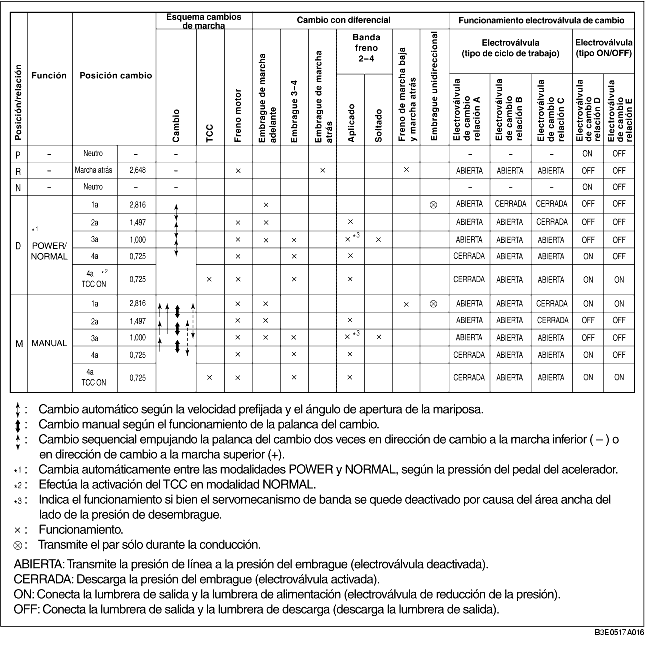 Esquema cambios de marcha
Cambio con diferencial
Funcionamiento electroválvula de cambio
Posición/relación
Función
Posición cambio
Cambio
TCC
Freno motor
Embrague de marcha adelante
Embrague 3–4
Embrague de marcha atrás
Banda freno 2–4
Aplicado
Soltado
Freno de marcha baja y marcha atrás
Embrague unidireccional
Electroválvula (tipo de ciclo de trabajo)
Electroválvula (tipo ON/OFF)
Electroválvula de cambio relación A
Electroválvula de cambio relación B
Electroválvula de cambio relación C
Electroválvula de cambio relación D
Electroválvula de cambio relación E
P – Neutro – – – – – ON OFF
R – Marcha atrás 2,648 – × × × ABIERTA ABIERTA ABIERTA OFF OFF
N – Neutro – – – – – ON OFF
D *1 POWER/NORMAL
1a 2,816 × ⊗ ABIERTA CERRADA CERRADA OFF OFF
2a 1,497 × × × ABIERTA ABIERTA CERRADA OFF OFF
3a 1,000 × × × ×*3 × ABIERTA ABIERTA ABIERTA OFF OFF
4a 0,725 × × × CERRADA ABIERTA ABIERTA OFF OFF
4a *2 TCC ON 0,725 × × × × CERRADA ABIERTA ABIERTA ON ON
M MANUAL
1a 2,816 × × × ⊗ ABIERTA ABIERTA CERRADA ON OFF
2a 1,497 × × × ABIERTA ABIERTA CERRADA OFF OFF
3a 1,000 × × × ×*3 × ABIERTA ABIERTA ABIERTA OFF OFF
4a 0,725 × × × CERRADA ABIERTA ABIERTA ON OFF
4a TCC ON 0,725 × × × × CERRADA ABIERTA ABIERTA ON ON
: Cambio automático según la velocidad prefijada y el ángulo de apertura de la mariposa.
: Cambio manual según el funcionamiento de la palanca del cambio.
: Cambio sequencial empujando la palanca del cambio dos veces en dirección de cambio a la marcha inferior ( – ) o
en dirección de cambio a la marcha superior (+).
*1 : Cambia automáticamente entre las modalidades POWER y NORMAL, según la pressión del pedal del acelerador.
*2 : Efectúa la activación del TCC en modalidad NORMAL.
*3 : Indica el funcionamiento si bien el servomecanismo de banda se quede deactivado por causa del área ancha del
lado de la presión de desembrague.
× : Funcionamiento.
⊗ : Transmite el par sólo durante la conducción.
ABIERTA: Transmite la presión de línea a la presión del embrague (electroválvula deactivada).
CERRADA: Descarga la presión del embrague (electroválvula activada).
ON: Conecta la lumbrera de salida y la lumbrera de alimentación (electroválvula de reducción de la presión).
OFF: Conecta la lumbrera de salida y la lumbrera de descarga (descarga la lumbrera de salida).
B3E0517A016